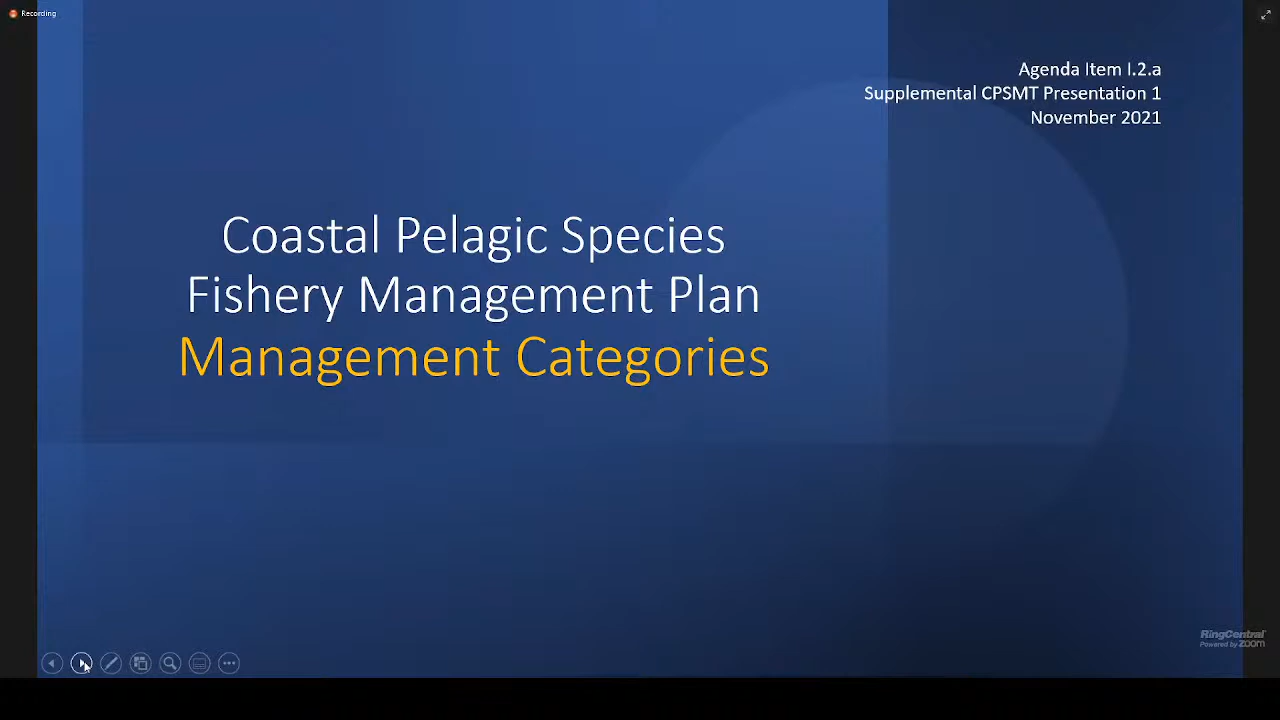 Recording
Agenda Item I.2.a
Supplemental CPSMT Presentation 1
November 2021
Coastal Pelagic Species
Fishery Management Plan
Management Categories
RingCentral
Powered by zoom